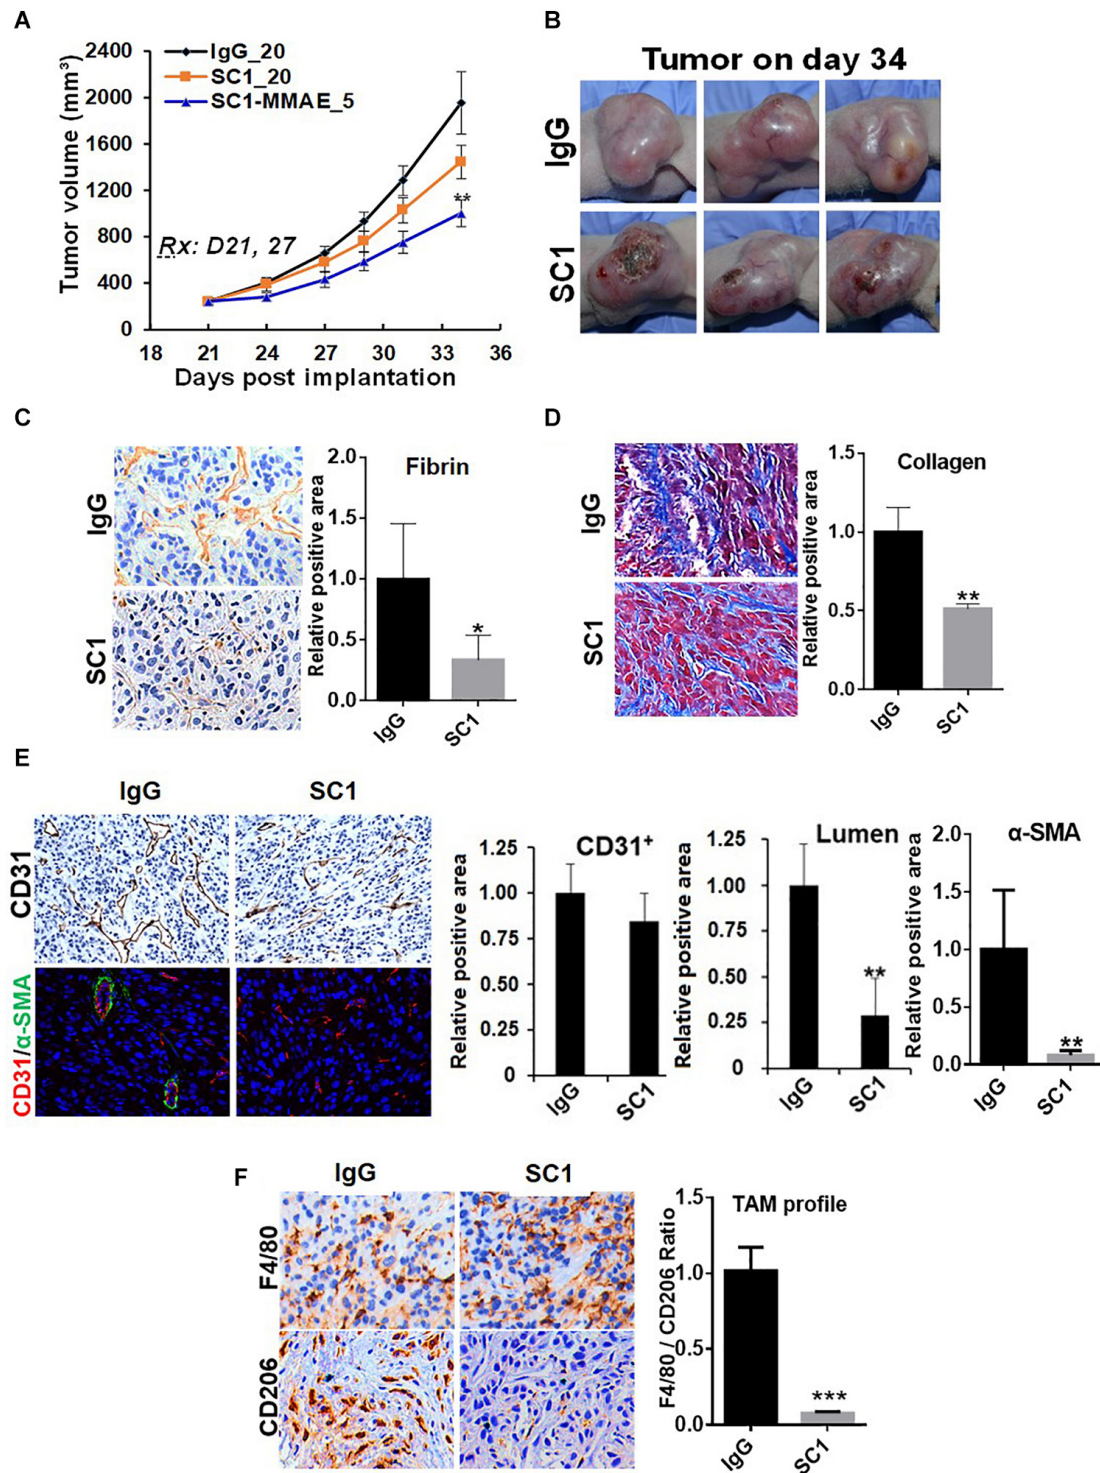 A
Tumor volume (mm³)
2400
2000
1600
1200
800
400
0
IgG_20
SC1_20
SC1-MMAE_5
**
Rx: D21, 27
18 21 24 27 30 33 36
Days post implantation
B
Tumor on day 34
IgG
SC1
C
IgG
SC1
Relative positive area
2.0
1.5
1.0
0.5
0.0
Fibrin
*
IgG SC1
D
IgG
SC1
Relative positive area
1.5
1.0
0.5
0.0
Collagen
**
IgG SC1
E
IgG SC1
CD31
CD31/α-SMA
Relative positive area
1.25
1.00
0.75
0.50
0.25
0
CD31⁺
IgG SC1
Relative positive area
1.25
1.00
0.75
0.50
0.25
0
Lumen
**
IgG SC1
Relative positive area
2.0
1.5
1.0
0.5
0.0
α-SMA
**
IgG SC1
F
IgG SC1
F4/80
CD206
F4/80 / CD206 Ratio
1.5
1.0
0.5
0.0
TAM profile
***
IgG SC1